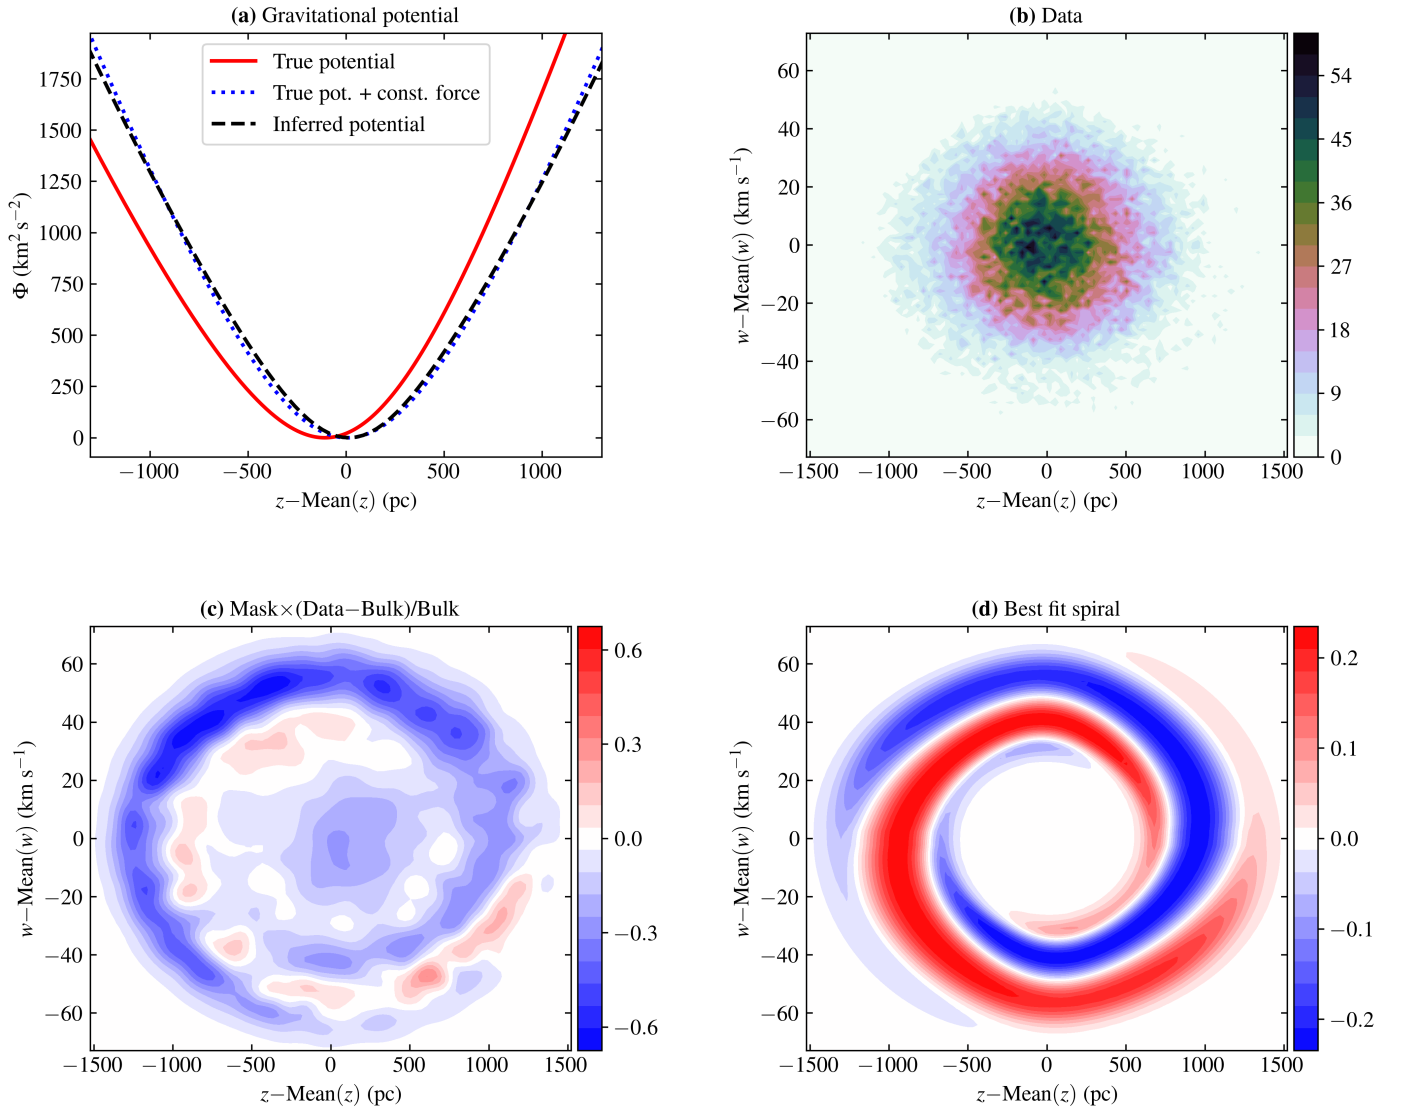 (a) Gravitational potential
Φ (km² s⁻²)
1750
1500
1250
1000
750
500
250
0
True potential
True pot. + const. force
Inferred potential
−1000 −500 0 500 1000
z−Mean(z) (pc)
(b) Data
w−Mean(w) (km s⁻¹)
60
40
20
0
−20
−40
−60
−1500 −1000 −500 0 500 1000 1500
z−Mean(z) (pc)
54
45
36
27
18
9
0
(c) Mask×(Data−Bulk)/Bulk
w−Mean(w) (km s⁻¹)
60
40
20
0
−20
−40
−60
−1500 −1000 −500 0 500 1000 1500
z−Mean(z) (pc)
0.6
0.3
0.0
−0.3
−0.6
(d) Best fit spiral
w−Mean(w) (km s⁻¹)
60
40
20
0
−20
−40
−60
−1500 −1000 −500 0 500 1000 1500
z−Mean(z) (pc)
0.2
0.1
0.0
−0.1
−0.2